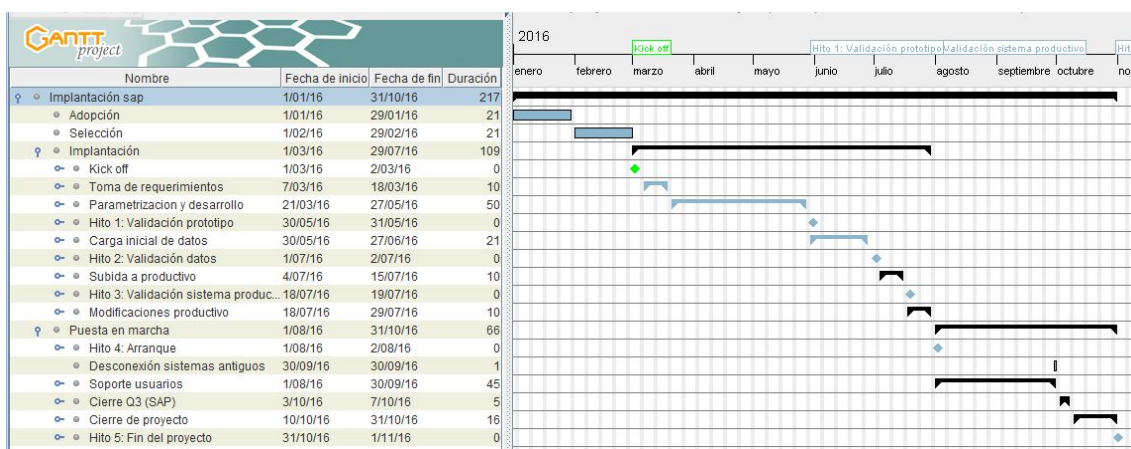 GANTT
project
2016
Kick off
Hito 1: Validación prototipo
Validación sistema productivo
Hit
enero febrero marzo abril mayo junio julio agosto septiembre octubre no
Nombre Fecha de inicio Fecha de fin Duración
Implantación sap 1/01/16 31/10/16 217
Adopción 1/01/16 29/01/16 21
Selección 1/02/16 29/02/16 21
Implantación 1/03/16 29/07/16 109
Kick off 1/03/16 2/03/16 0
Toma de requerimientos 7/03/16 18/03/16 10
Parametrizacion y desarrollo 21/03/16 27/05/16 50
Hito 1: Validación prototipo 30/05/16 31/05/16 0
Carga inicial de datos 30/05/16 27/06/16 21
Hito 2: Validación datos 1/07/16 2/07/16 0
Subida a productivo 4/07/16 15/07/16 10
Hito 3: Validación sistema produc... 18/07/16 19/07/16 0
Modificaciones productivo 18/07/16 29/07/16 10
Puesta en marcha 1/08/16 31/10/16 66
Hito 4: Arranque 1/08/16 2/08/16 0
Desconexión sistemas antiguos 30/09/16 30/09/16 1
Soporte usuarios 1/08/16 30/09/16 45
Cierre Q3 (SAP) 3/10/16 7/10/16 5
Cierre de proyecto 10/10/16 31/10/16 16
Hito 5: Fin del proyecto 31/10/16 1/11/16 0